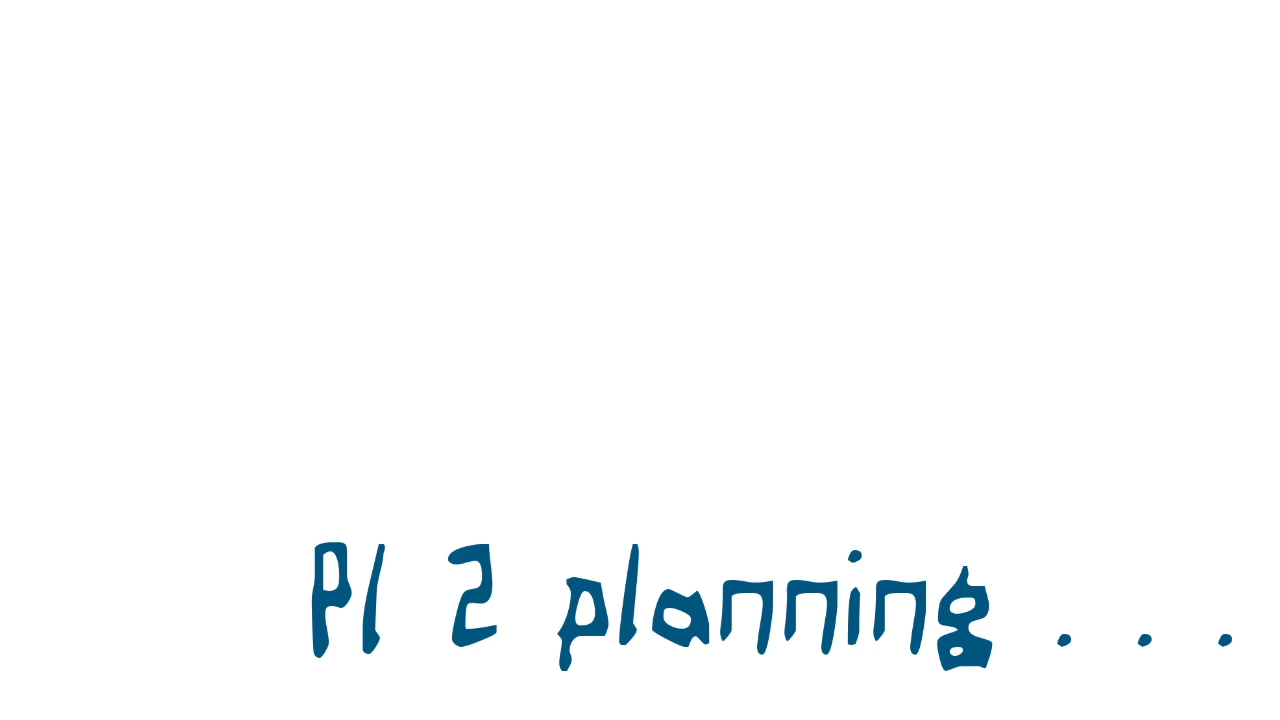 PI 2 planning . . .